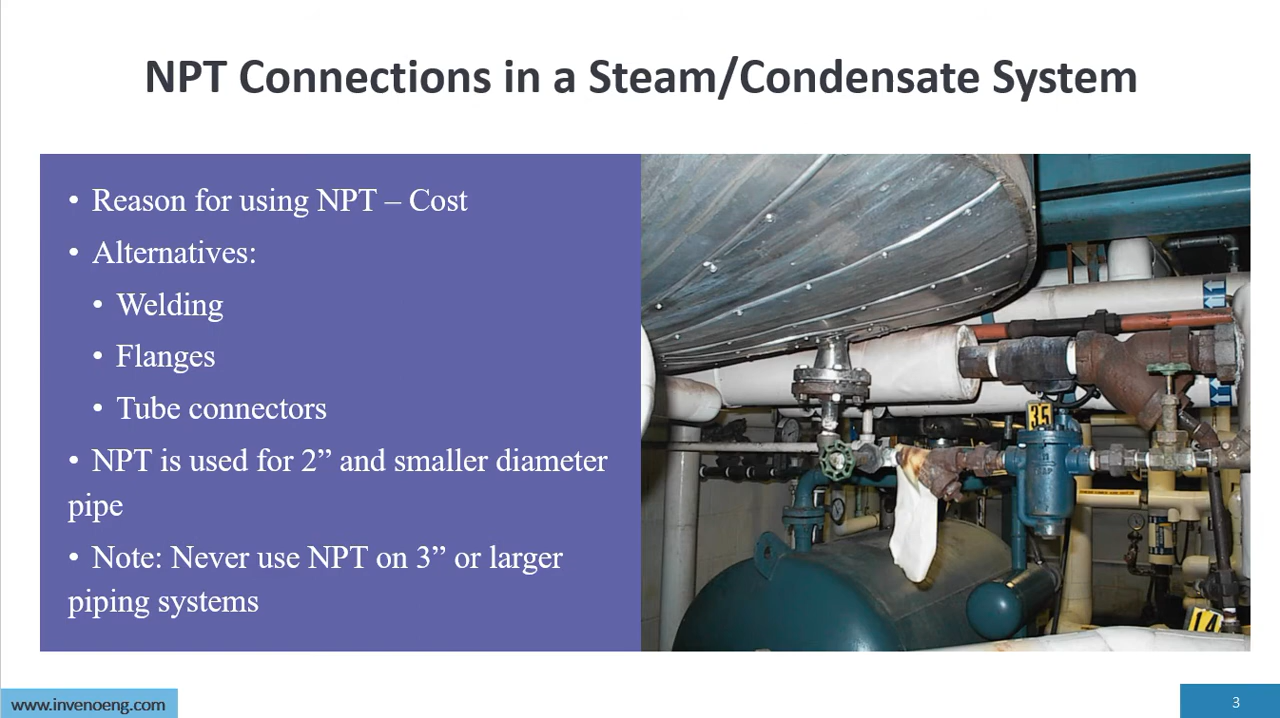 NPT Connections in a Steam/Condensate System
• Reason for using NPT – Cost
• Alternatives:
• Welding
• Flanges
• Tube connectors
• NPT is used for 2” and smaller diameter
pipe
• Note: Never use NPT on 3” or larger
piping systems
35
14
www.invenoeng.com
3